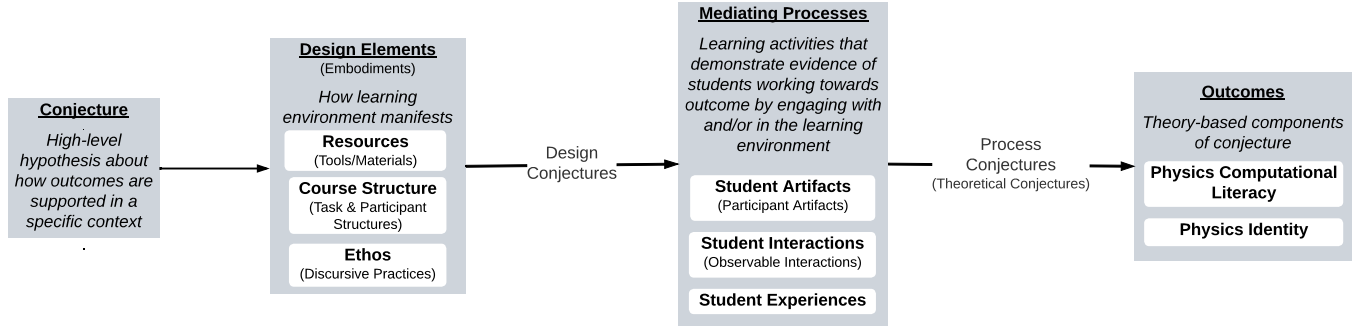 Conjecture
High-level
hypothesis about
how outcomes are
supported in a
specific context
Design Elements
(Embodiments)
How learning
environment manifests
Resources
(Tools/Materials)
Course Structure
(Task & Participant
Structures)
Ethos
(Discursive Practices)
Design
Conjectures
Mediating Processes
Learning activities that
demonstrate evidence of
students working towards
outcome by engaging with
and/or in the learning
environment
Student Artifacts
(Participant Artifacts)
Student Interactions
(Observable Interactions)
Student Experiences
Process
Conjectures
(Theoretical Conjectures)
Outcomes
Theory-based components
of conjecture
Physics Computational
Literacy
Physics Identity